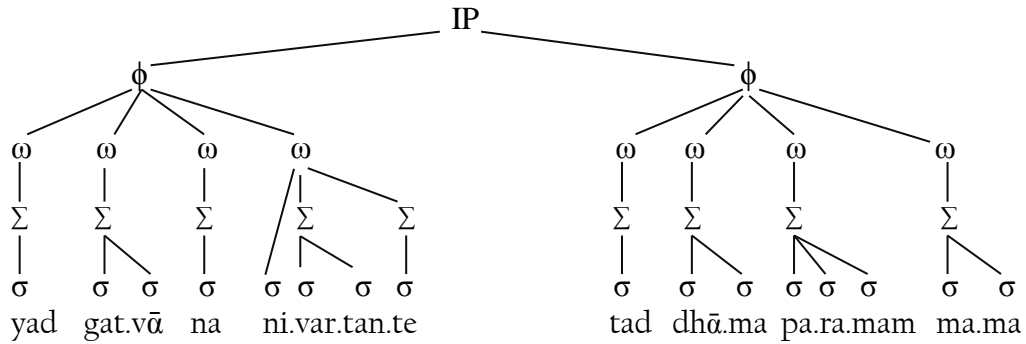 IP
ϕ ϕ
ω ω ω ω ω ω ω ω
Σ Σ Σ Σ Σ Σ Σ Σ Σ
σ σ σ σ σ σ σ σ σ σ σ σ σ σ σ σ
yad gat.vā na ni.var.tan.te tad dhā.ma pa.ra.mam ma.ma